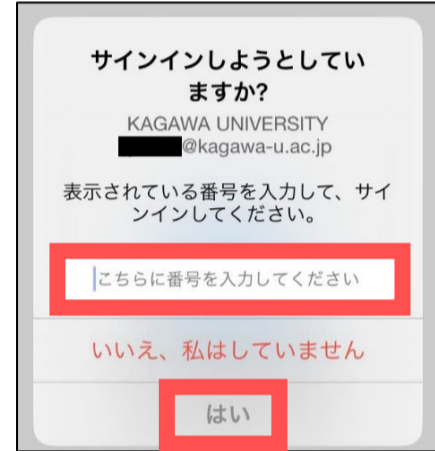 サインインしようとしてい
ますか?
KAGAWA UNIVERSITY
@kagawa-u.ac.jp
表示されている番号を入力して、サイ
ンインしてください。
こちらに番号を入力してください
いいえ、私はしていません
はい